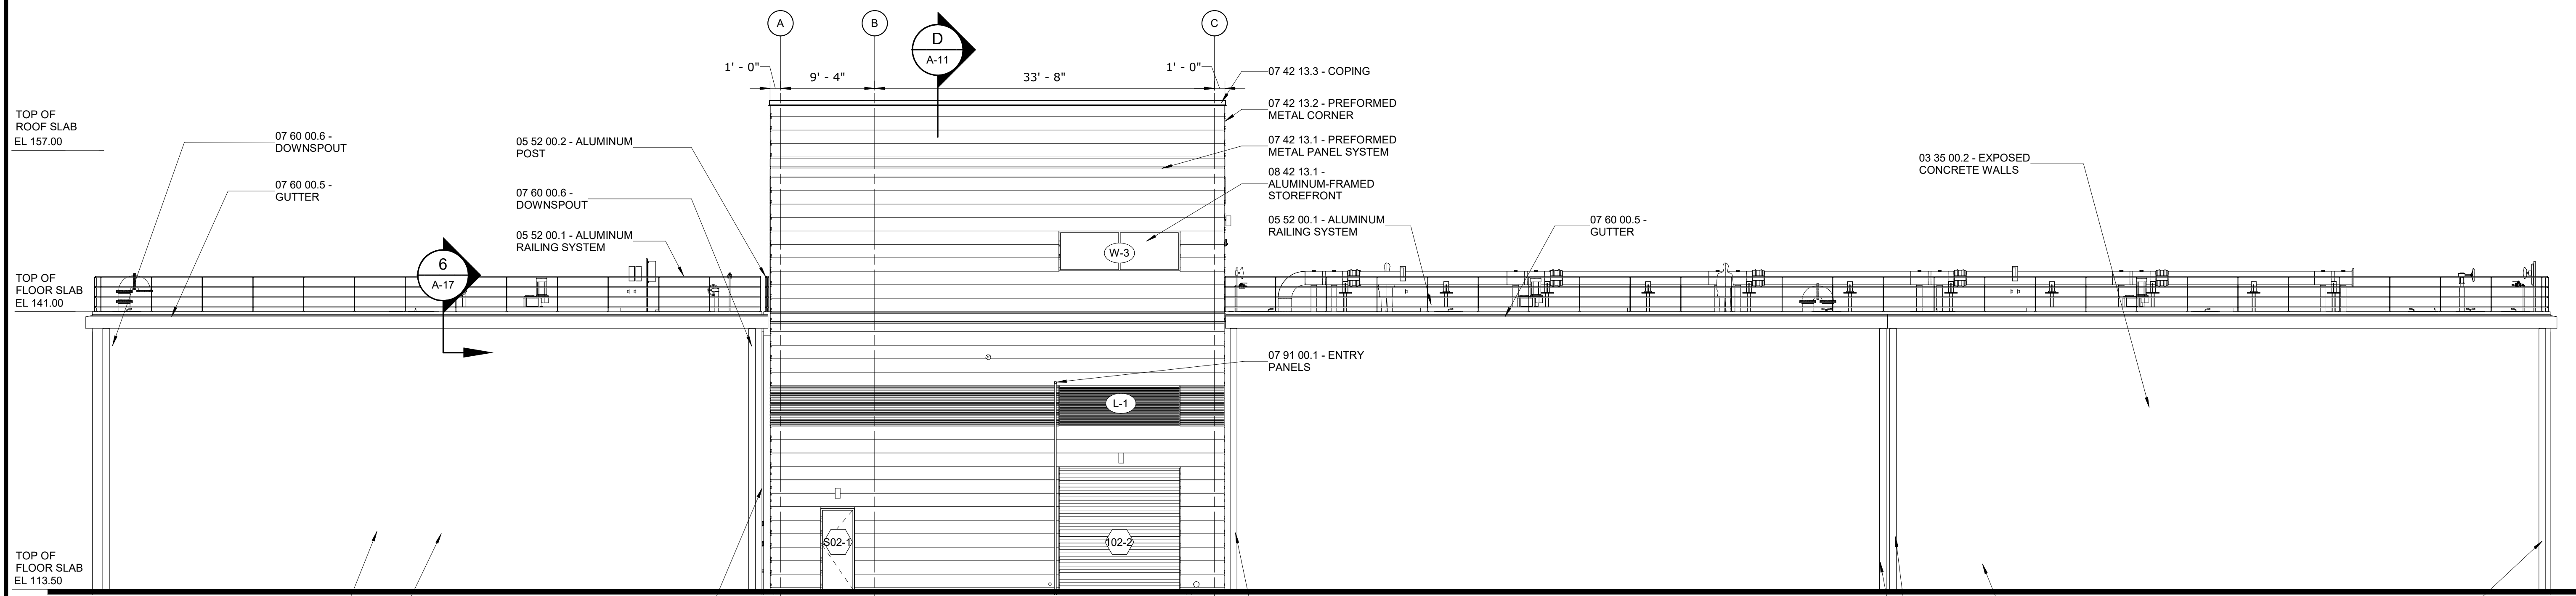 A
B
C
D
A-11
1' - 0"
9' - 4"
33' - 8"
1' - 0"
07 42 13.3 - COPING
07 42 13.2 - PREFORMED
METAL CORNER
07 42 13.1 - PREFORMED
METAL PANEL SYSTEM
08 42 13.1 -
ALUMINUM-FRAMED
STOREFRONT
05 52 00.1 - ALUMINUM
RAILING SYSTEM
07 60 00.5 -
GUTTER
03 35 00.2 - EXPOSED
CONCRETE WALLS
TOP OF
ROOF SLAB
EL 157.00
07 60 00.6 -
DOWNSPOUT
07 60 00.5 -
GUTTER
05 52 00.2 - ALUMINUM
POST
07 60 00.6 -
DOWNSPOUT
05 52 00.1 - ALUMINUM
RAILING SYSTEM
6
A-17
W-3
TOP OF
FLOOR SLAB
EL 141.00
07 91 00.1 - ENTRY
PANELS
L-1
S02-1
102-2
TOP OF
FLOOR SLAB
EL 113.50